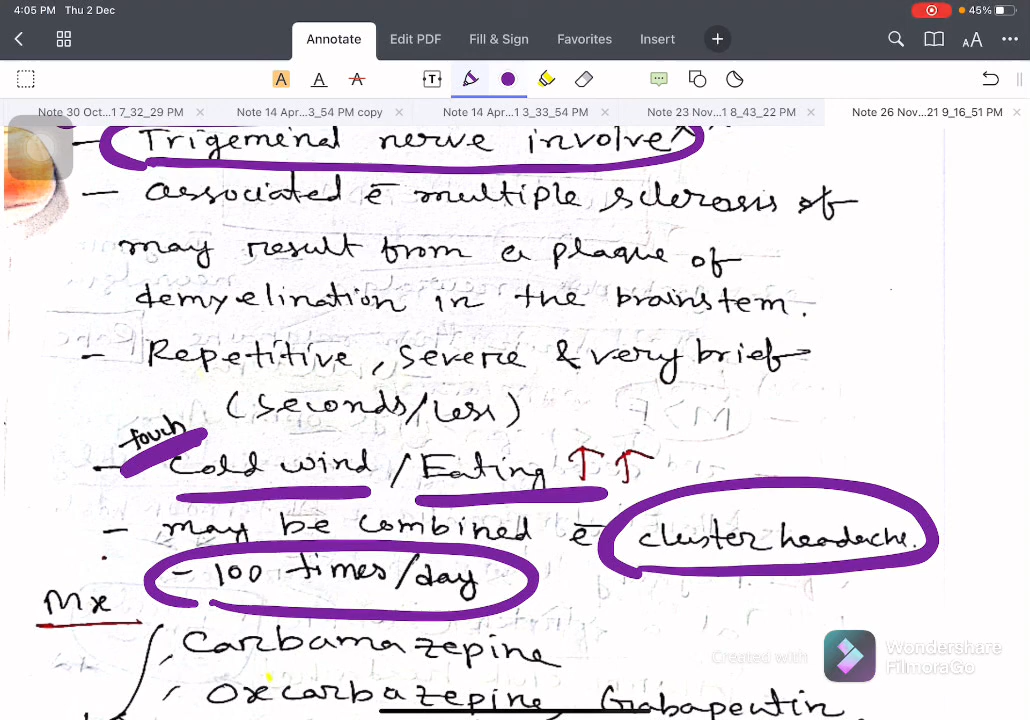 4:05 PM Thu 2 Dec
45%
Annotate Edit PDF Fill & Sign Favorites Insert
Note 30 Oct...1 7_32_29 PM
Note 14 Apr...3_54 PM copy
Note 14 Apr...1 3_33_54 PM
Note 23 Nov...1 8_43_22 PM
Note 26 Nov...21 9_16_51 PM
- Trigeminal nerve involve
- associated c̄ multiple sclerosis &
may result from a plaque of
demyelination in the brainstem.
- Repetitive, severe & very brief
(seconds/less)
touch
- Cold wind / Eating ↑↑
- may be combined c̄ cluster headache.
- 100 times/day
Mx
Carbamazepine
Oxcarbazepine, Gabapentin
Created with Wondershare
FilmoraGo